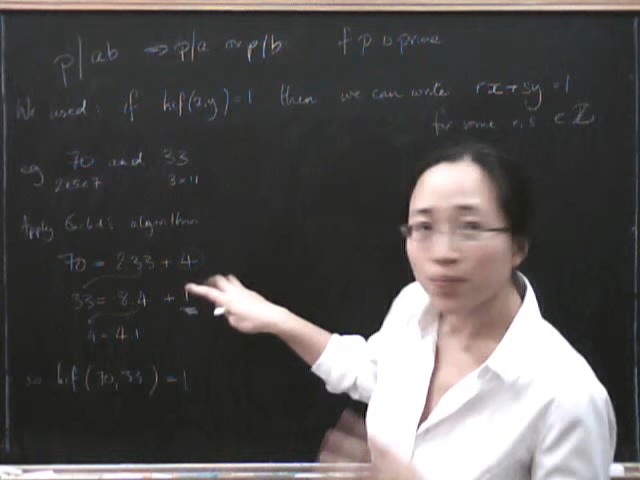 p|ab ⇒ p|a or p|b if p is prime
We used: if hcf(x,y)=1 then we can write rx+sy=1
for some r,s ∈ ℤ
eg 70 and 33
2×5×7 3×11
Apply Euclid's algorithm
70 = 2.33 + 4
33 = 8.4 + 1
4 = 4.1
so hcf(70,33) = 1